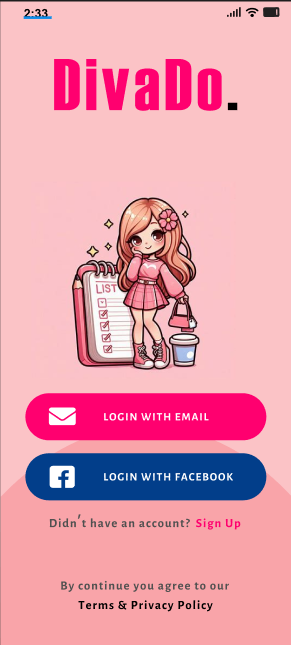 2:33
DivaDo.
LIST
LOGIN WITH EMAIL
LOGIN WITH FACEBOOK
Didn't have an account? Sign Up
By continue you agree to our
Terms & Privacy Policy